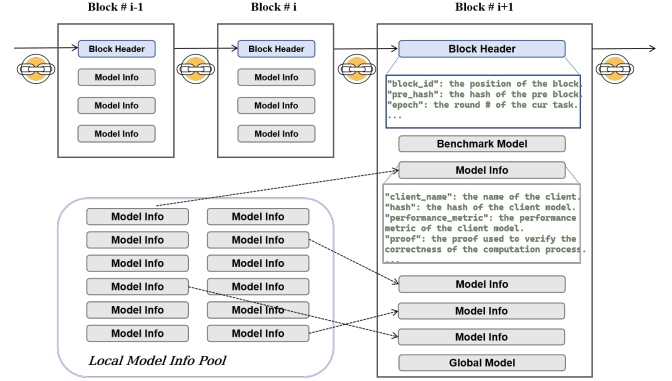 Block # i-1
Block # i
Block # i+1
Block Header
Model Info
Model Info
Model Info
Block Header
Model Info
Model Info
Model Info
Block Header
"block_id": the position of the block.
"pre_hash": the hash of the pre block.
"epoch": the round # of the cur task.
...
Benchmark Model
Model Info
"client_name": the name of the client.
"hash": the hash of the client model.
"performance_metric": the performance
metric of the client model.
"proof": the proof used to verify the
correctness of the computation process.
...
Model Info
Model Info
Model Info
Global Model
Model Info Model Info
Model Info Model Info
Model Info Model Info
Model Info Model Info
Model Info Model Info
Model Info Model Info
Local Model Info Pool